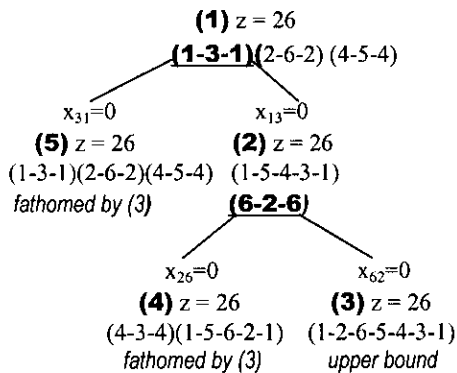 (1) z = 26
(1-3-1)(2-6-2) (4-5-4)
x31=0 x13=0
(5) z = 26 (2) z = 26
(1-3-1)(2-6-2)(4-5-4) (1-5-4-3-1)
fathomed by (3) (6-2-6)
x26=0 x62=0
(4) z = 26 (3) z = 26
(4-3-4)(1-5-6-2-1) (1-2-6-5-4-3-1)
fathomed by (3) upper bound